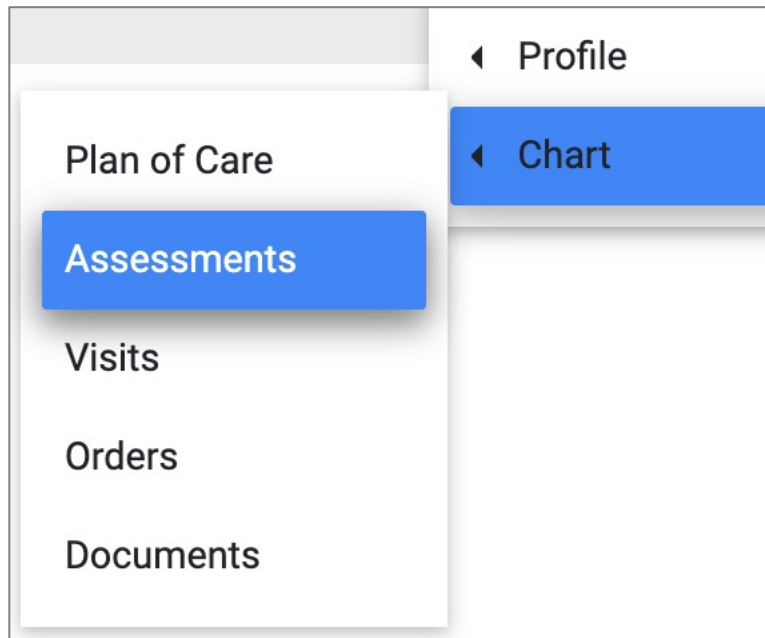 Profile
Chart
Plan of Care
Assessments
Visits
Orders
Documents